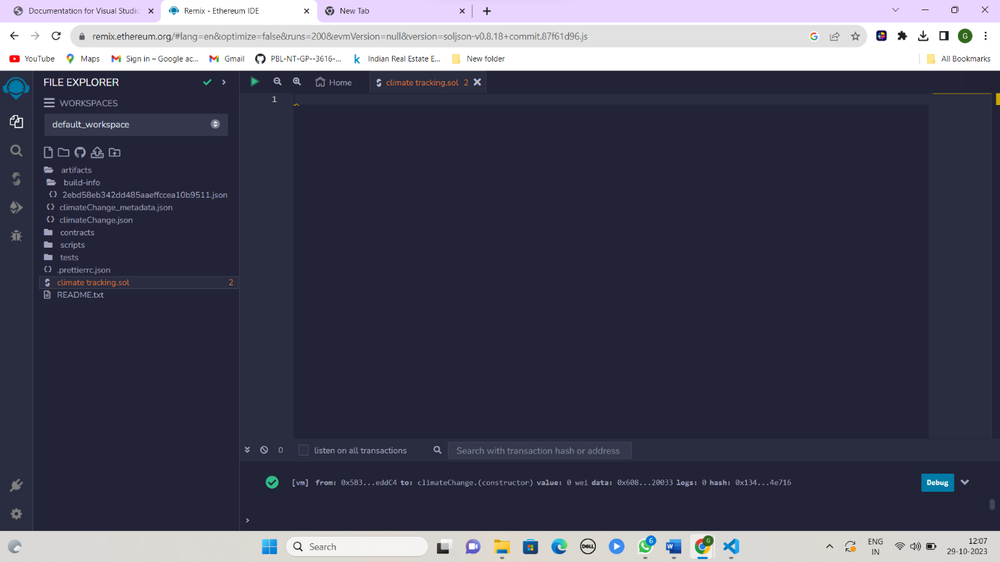 Documentation for Visual Studio
Remix - Ethereum IDE
New Tab
remix.ethereum.org/#lang=en&optimize=false&runs=200&evmVersion=null&version=soljson-v0.8.18+commit.87f61d96.js
G
YouTube
Maps
Sign in – Google ac...
Gmail
PBL-NT-GP--3616-...
Indian Real Estate E...
New folder
All Bookmarks
FILE EXPLORER
Home
climate tracking.sol 2
WORKSPACES
1
default_workspace
artifacts
build-info
2ebd58eb342dd485aaeffccea10b9511.json
climateChange_metadata.json
climateChange.json
contracts
scripts
tests
.prettierrc.json
climate tracking.sol 2
README.txt
0
listen on all transactions
Search with transaction hash or address
[vm] from: 0x5B3...eddC4 to: climateChange.(constructor) value: 0 wei data: 0x608...20033 logs: 0 hash: 0x134...4e716
Debug
>
Search
DELL
6
G
ENG
IN
12:07
29-10-2023